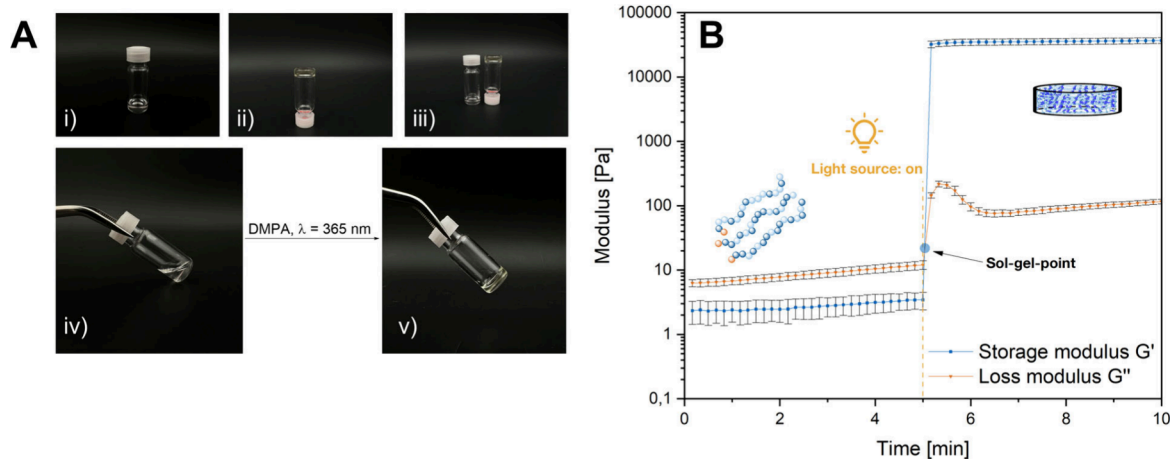 A
i)
ii)
iii)
iv)
DMPA, λ = 365 nm
v)
B
Modulus [Pa]
100000
10000
1000
100
10
1
0,1
Light source: on
Sol-gel-point
Storage modulus G'
Loss modulus G''
0
2
4
6
8
10
Time [min]